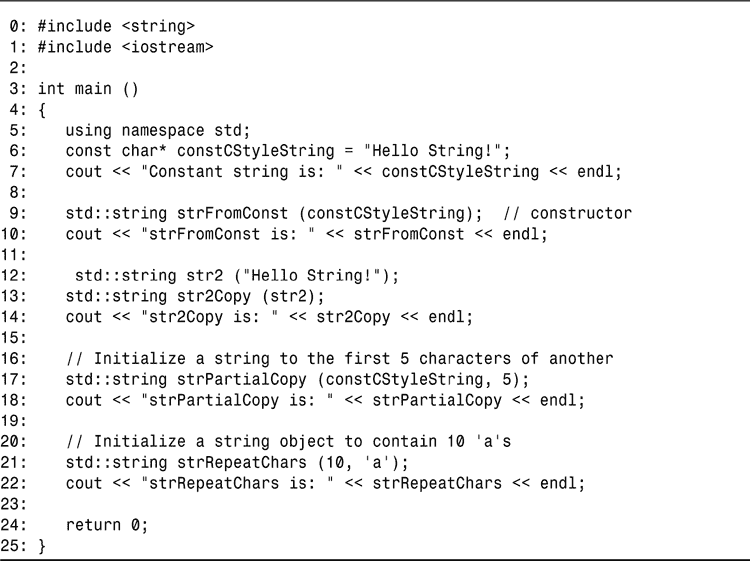 0: #include <string>
1: #include <iostream>
2:
3: int main ()
4: {
5:    using namespace std;
6:    const char* constCStyleString = "Hello String!";
7:    cout << "Constant string is: " << constCStyleString << endl;
8:
9:    std::string strFromConst (constCStyleString);  // constructor
10:    cout << "strFromConst is: " << strFromConst << endl;
11:
12:     std::string str2 ("Hello String!");
13:    std::string str2Copy (str2);
14:    cout << "str2Copy is: " << str2Copy << endl;
15:
16:    // Initialize a string to the first 5 characters of another
17:    std::string strPartialCopy (constCStyleString, 5);
18:    cout << "strPartialCopy is: " << strPartialCopy << endl;
19:
20:    // Initialize a string object to contain 10 'a's
21:    std::string strRepeatChars (10, 'a');
22:    cout << "strRepeatChars is: " << strRepeatChars << endl;
23:
24:    return 0;
25: }